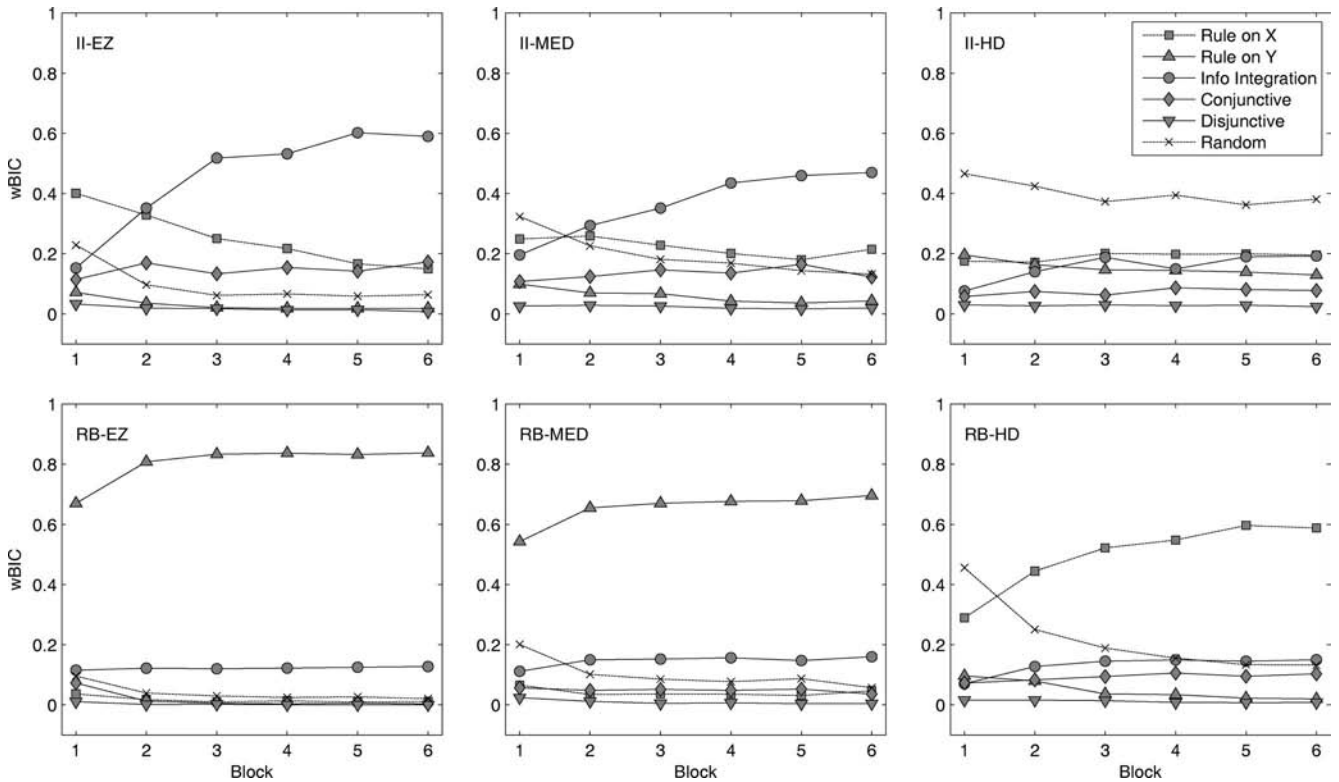 II-EZ
wBIC
1
0.8
0.6
0.4
0.2
0
1 2 3 4 5 6
II-MED
1
0.8
0.6
0.4
0.2
0
1 2 3 4 5 6
II-HD
Rule on X
Rule on Y
Info Integration
Conjunctive
Disjunctive
Random
1
0.8
0.6
0.4
0.2
0
1 2 3 4 5 6
RB-EZ
wBIC
1
0.8
0.6
0.4
0.2
0
1 2 3 4 5 6
Block
RB-MED
1
0.8
0.6
0.4
0.2
0
1 2 3 4 5 6
Block
RB-HD
1
0.8
0.6
0.4
0.2
0
1 2 3 4 5 6
Block